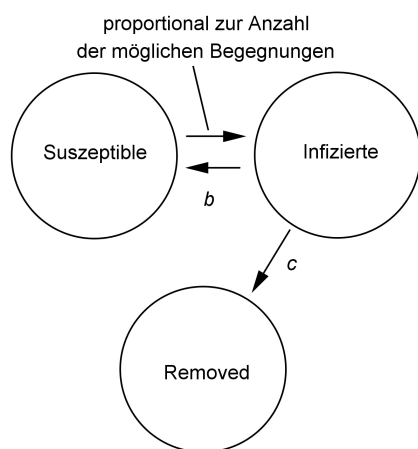 proportional zur Anzahl
der möglichen Begegnungen
Suszeptible
Infizierte
b
c
Removed